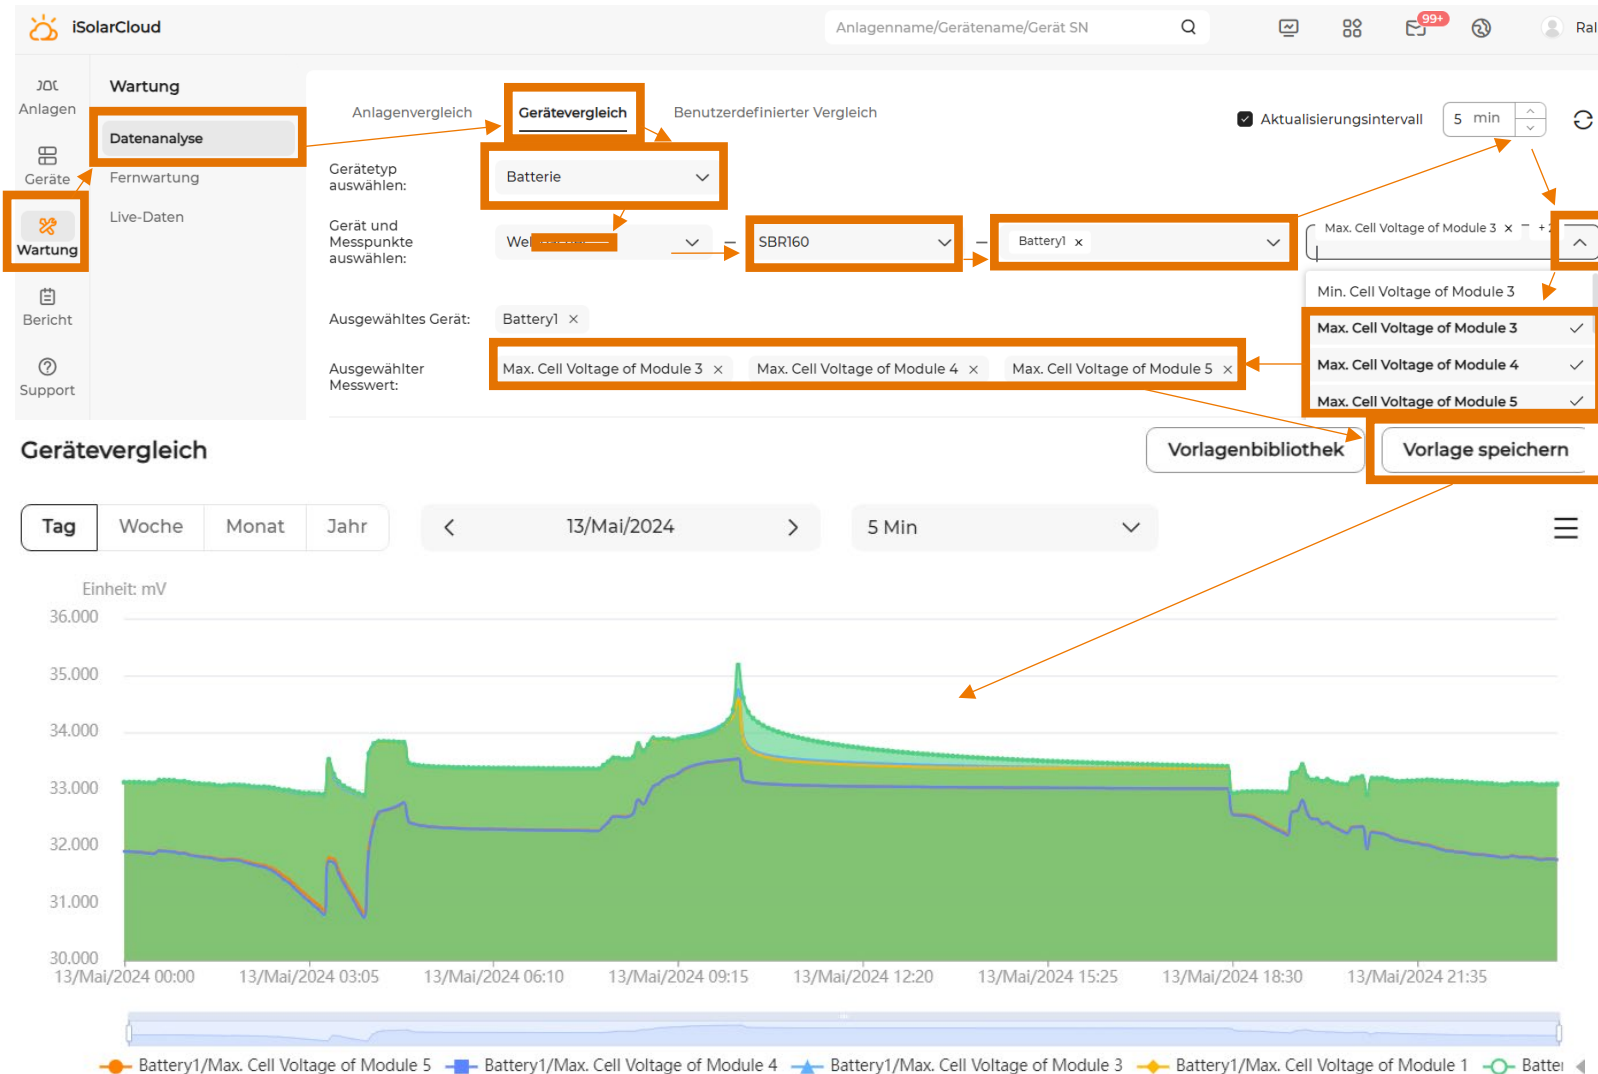 iSolarCloud
Anlagenname/Gerätename/Gerät SN
99+
Ral
Anlagen
Geräte
Wartung
Bericht
Support
Wartung
Datenanalyse
Fernwartung
Live-Daten
Anlagenvergleich
Gerätevergleich
Benutzerdefinierter Vergleich
Aktualisierungsintervall
5 min
Gerätetyp
auswählen:
Batterie
Gerät und
Messpunkte
auswählen:
SBR160
Battery1 ×
Max. Cell Voltage of Module 3 ×
Min. Cell Voltage of Module 3
Max. Cell Voltage of Module 3
Max. Cell Voltage of Module 4
Max. Cell Voltage of Module 5
Ausgewähltes Gerät:
Battery1 ×
Ausgewählter
Messwert:
Max. Cell Voltage of Module 3 ×
Max. Cell Voltage of Module 4 ×
Max. Cell Voltage of Module 5 ×
Gerätevergleich
Vorlagenbibliothek
Vorlage speichern
Tag
Woche
Monat
Jahr
13/Mai/2024
5 Min
Einheit: mV
36.000
35.000
34.000
33.000
32.000
31.000
30.000
13/Mai/2024 00:00
13/Mai/2024 03:05
13/Mai/2024 06:10
13/Mai/2024 09:15
13/Mai/2024 12:20
13/Mai/2024 15:25
13/Mai/2024 18:30
13/Mai/2024 21:35
Battery1/Max. Cell Voltage of Module 5
Battery1/Max. Cell Voltage of Module 4
Battery1/Max. Cell Voltage of Module 3
Battery1/Max. Cell Voltage of Module 1
Batte